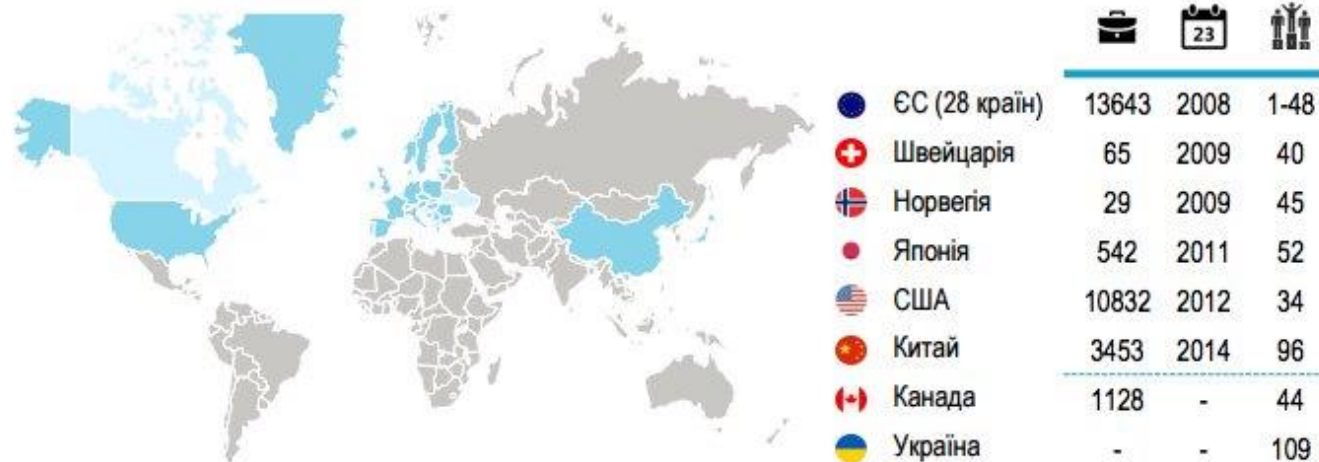 23
ЄС (28 країн) 13643 2008 1-48
Швейцарія 65 2009 40
Норвегія 29 2009 45
Японія 542 2011 52
США 10832 2012 34
Китай 3453 2014 96
Канада 1128 - 44
Україна - - 109